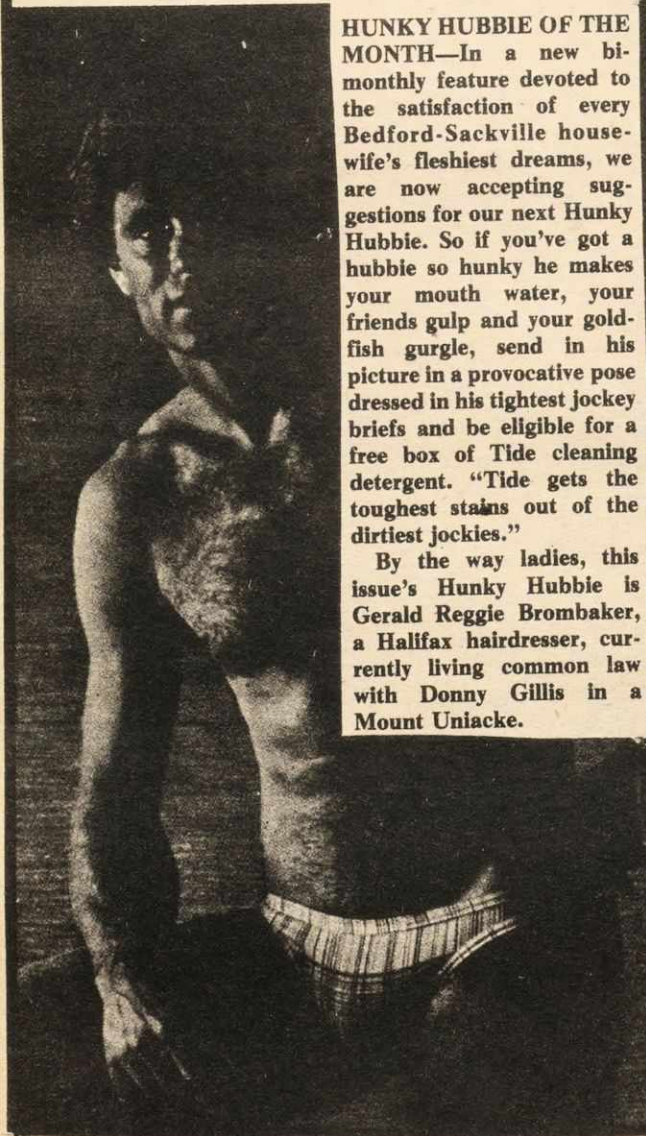 HUNKY HUBBIE OF THE
MONTH—In a new bi-
monthly feature devoted to
the satisfaction of every
Bedford-Sackville house-
wife's fleshiest dreams, we
are now accepting sug-
gestions for our next Hunky
Hubbie. So if you've got a
hubbie so hunky he makes
your mouth water, your
friends gulp and your gold-
fish gurgle, send in his
picture in a provocative pose
dressed in his tightest jockey
briefs and be eligible for a
free box of Tide cleaning
detergent. “Tide gets the
toughest stains out of the
dirtiest jockies.”
By the way ladies, this
issue's Hunky Hubbie is
Gerald Reggie Brombaker,
a Halifax hairdresser, cur-
rently living common law
with Donny Gillis in a
Mount Uniacke.